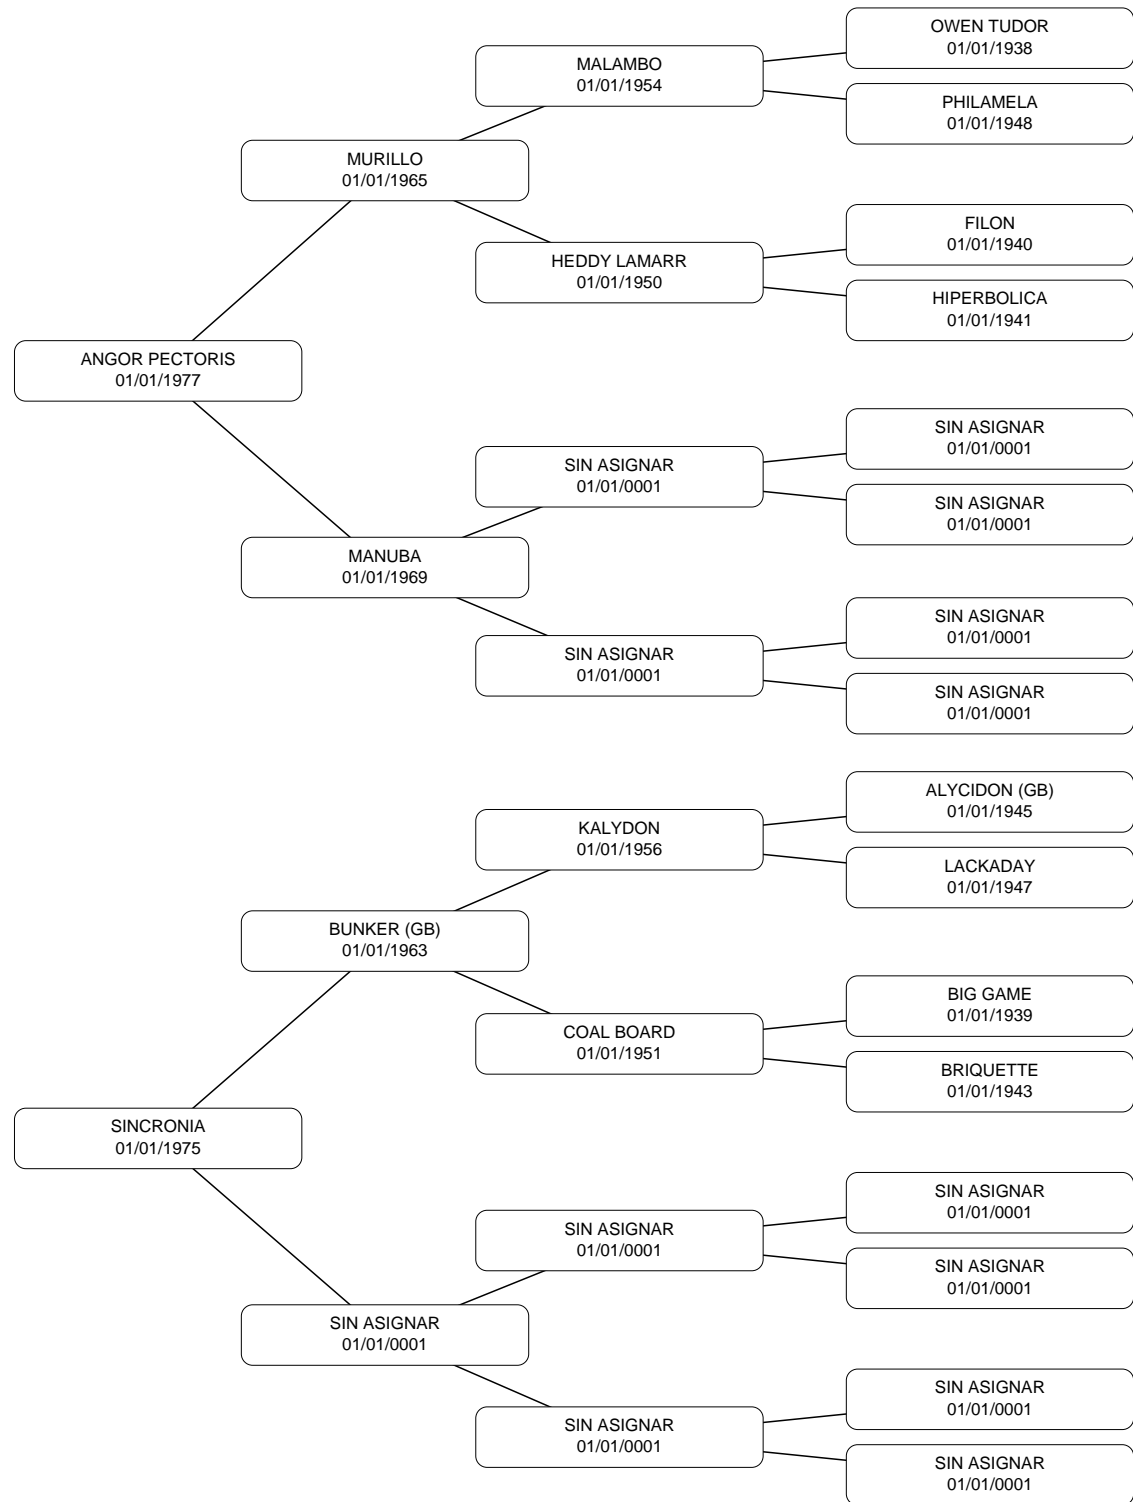 OWEN TUDOR
01/01/1938
MALAMBO
01/01/1954
PHILAMELA
01/01/1948
MURILLO
01/01/1965
FILON
01/01/1940
HEDDY LAMARR
01/01/1950
HIPERBOLICA
01/01/1941
ANGOR PECTORIS
01/01/1977
SIN ASIGNAR
01/01/0001
SIN ASIGNAR
01/01/0001
SIN ASIGNAR
01/01/0001
MANUBA
01/01/1969
SIN ASIGNAR
01/01/0001
SIN ASIGNAR
01/01/0001
SIN ASIGNAR
01/01/0001
ALYCIDON (GB)
01/01/1945
KALYDON
01/01/1956
LACKADAY
01/01/1947
BUNKER (GB)
01/01/1963
BIG GAME
01/01/1939
COAL BOARD
01/01/1951
BRIQUETTE
01/01/1943
SINCRONIA
01/01/1975
SIN ASIGNAR
01/01/0001
SIN ASIGNAR
01/01/0001
SIN ASIGNAR
01/01/0001
SIN ASIGNAR
01/01/0001
SIN ASIGNAR
01/01/0001
SIN ASIGNAR
01/01/0001
SIN ASIGNAR
01/01/0001